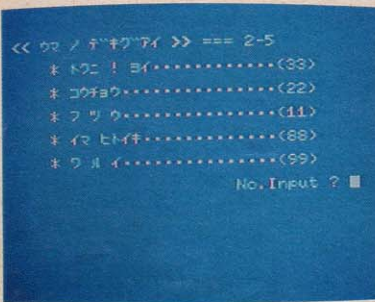 << ウマ ノ デキグアイ >> === 2-5
* トクニ ! ヨイ················(33)
* コウチョウ················(22)
* フ ツ ウ················(11)
* イマ ヒトイキ················(88)
* ワ ル イ················(99)
No.Input ?